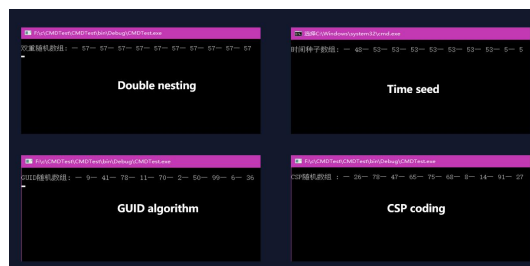 F:\c\CMDTest\CMDTest\bin\Debug\CMDTest.exe
双重随机数组: — 57— 57— 57— 57— 57— 57— 57— 57— 57— 57
Double nesting
选择C:\Windows\system32\cmd.exe
时间种子数组: — 48— 53— 53— 53— 53— 53— 53— 53— 5— 5
Time seed
F:\c\CMDTest\CMDTest\bin\Debug\CMDTest.exe
GUID随机数组: — 9— 41— 78— 11— 70— 2— 50— 99— 6— 36
GUID algorithm
F:\c\CMDTest\CMDTest\bin\Debug\CMDTest.exe
CSP随机数组 : — 26— 78— 47— 65— 75— 68— 8— 14— 91— 27
CSP coding